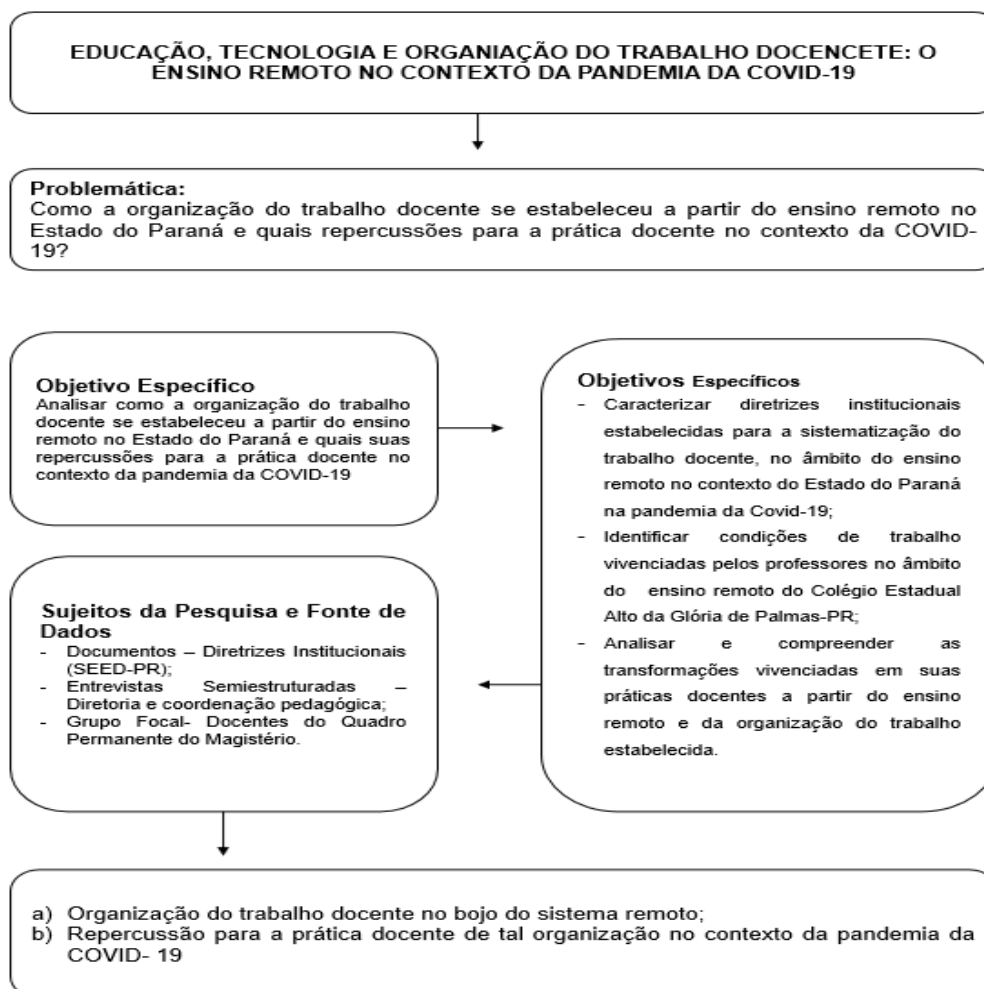 EDUCAÇÃO, TECNOLOGIA E ORGANIAÇÃO DO TRABALHO DOCENCETE: O
ENSINO REMOTO NO CONTEXTO DA PANDEMIA DA COVID-19
Problemática:
Como a organização do trabalho docente se estabeleceu a partir do ensino remoto no
Estado do Paraná e quais repercussões para a prática docente no contexto da COVID-
19?
Objetivo Específico
Analisar como a organização do trabalho
docente se estabeleceu a partir do ensino
remoto no Estado do Paraná e quais suas
repercussões para a prática docente no
contexto da pandemia da COVID-19
Objetivos Específicos
- Caracterizar diretrizes institucionais
estabelecidas para a sistematização do
trabalho docente, no âmbito do ensino
remoto no contexto do Estado do Paraná
na pandemia da Covid-19;
- Identificar condições de trabalho
vivenciadas pelos professores no âmbito
do ensino remoto do Colégio Estadual
Alto da Glória de Palmas-PR;
- Analisar e compreender as
transformações vivenciadas em suas
práticas docentes a partir do ensino
remoto e da organização do trabalho
estabelecida.
Sujeitos da Pesquisa e Fonte de
Dados
- Documentos – Diretrizes Institucionais
(SEED-PR);
- Entrevistas Semiestruturadas –
Diretoria e coordenação pedagógica;
- Grupo Focal- Docentes do Quadro
Permanente do Magistério.
a) Organização do trabalho docente no bojo do sistema remoto;
b) Repercussão para a prática docente de tal organização no contexto da pandemia da
COVID- 19